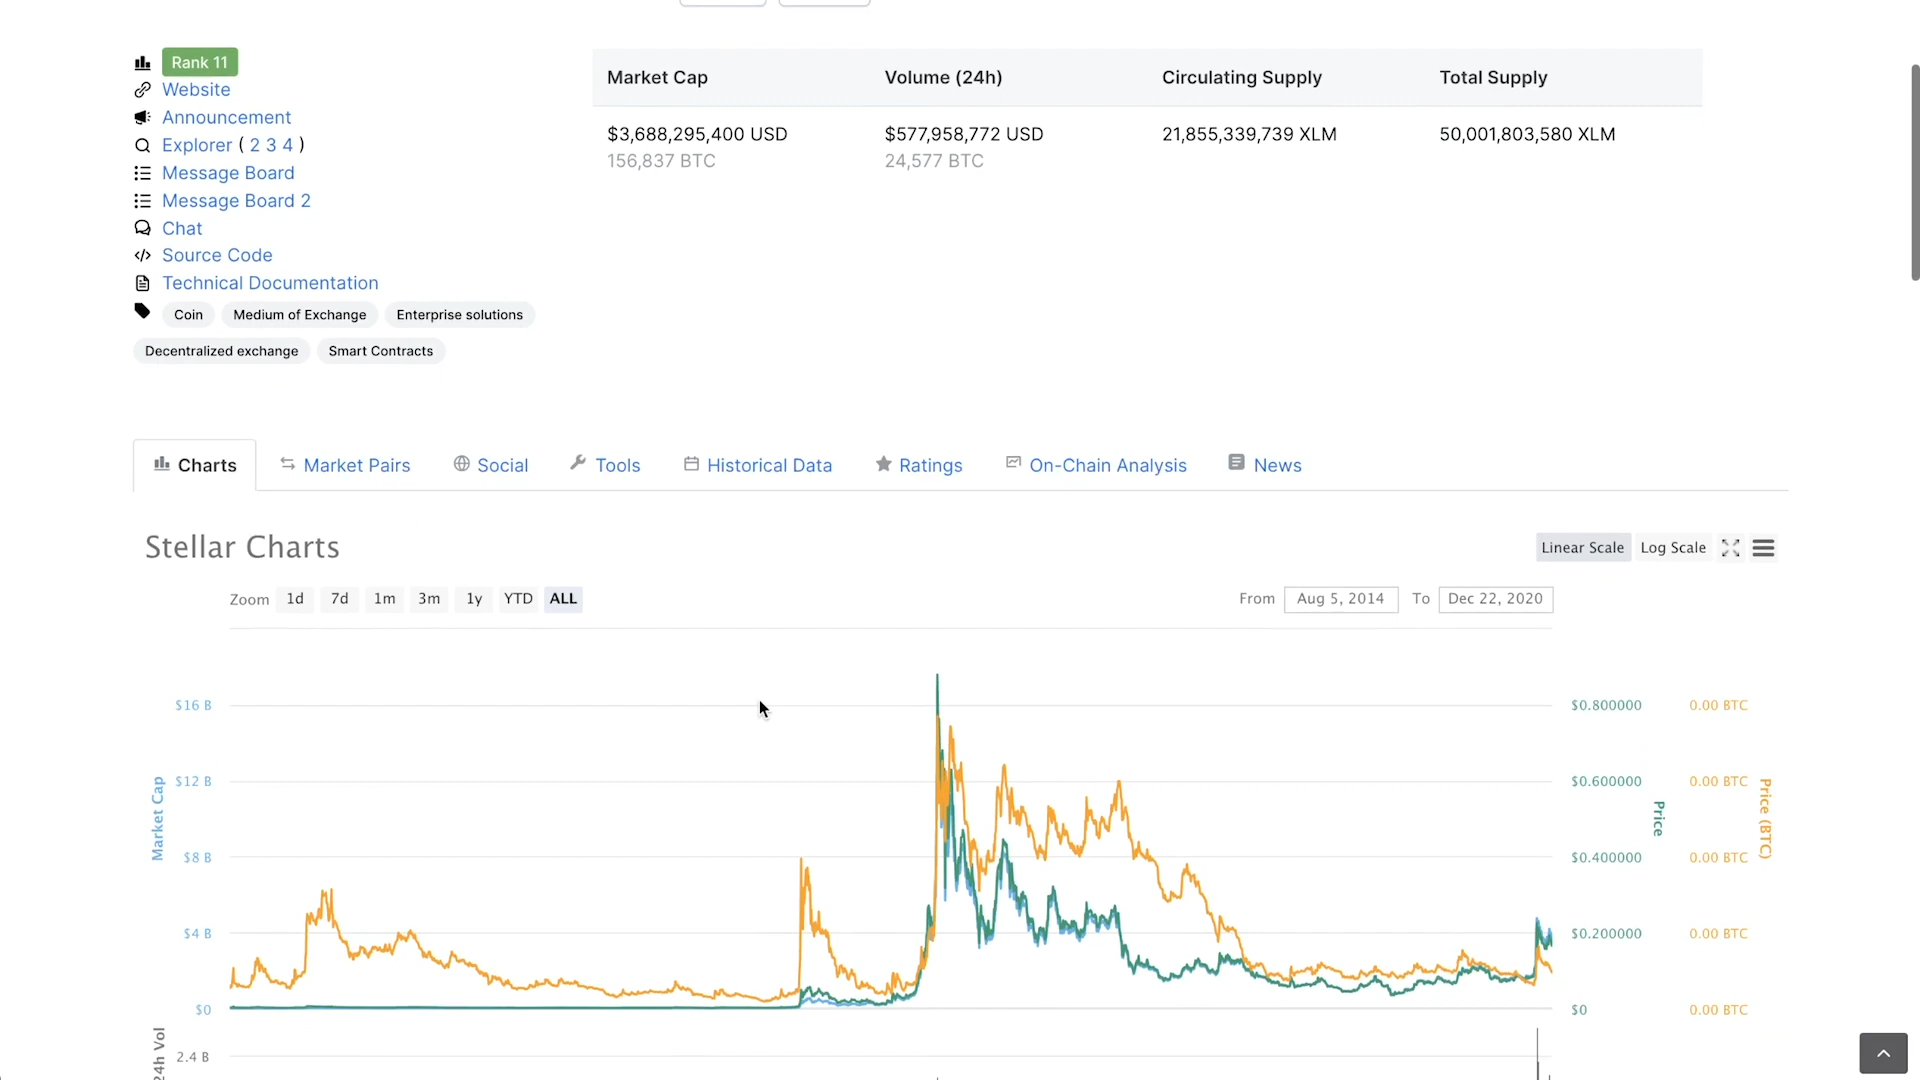 Rank 11
Website
Announcement
Explorer ( 2 3 4 )
Message Board
Message Board 2
Chat
Source Code
Technical Documentation
Coin Medium of Exchange Enterprise solutions
Decentralized exchange Smart Contracts
Market Cap Volume (24h) Circulating Supply Total Supply
$3,688,295,400 USD $577,958,772 USD 21,855,339,739 XLM 50,001,803,580 XLM
156,837 BTC 24,577 BTC
Charts Market Pairs Social Tools Historical Data Ratings On-Chain Analysis News
Stellar Charts
Linear Scale Log Scale
Zoom 1d 7d 1m 3m 1y YTD ALL
From Aug 5, 2014 To Dec 22, 2020
$16 B $0.800000 0.00 BTC
$12 B $0.600000 0.00 BTC
Market Cap Price Price (BTC)
$8 B $0.400000 0.00 BTC
$4 B $0.200000 0.00 BTC
$0 $0 0.00 BTC
24h Vol
2.4 B